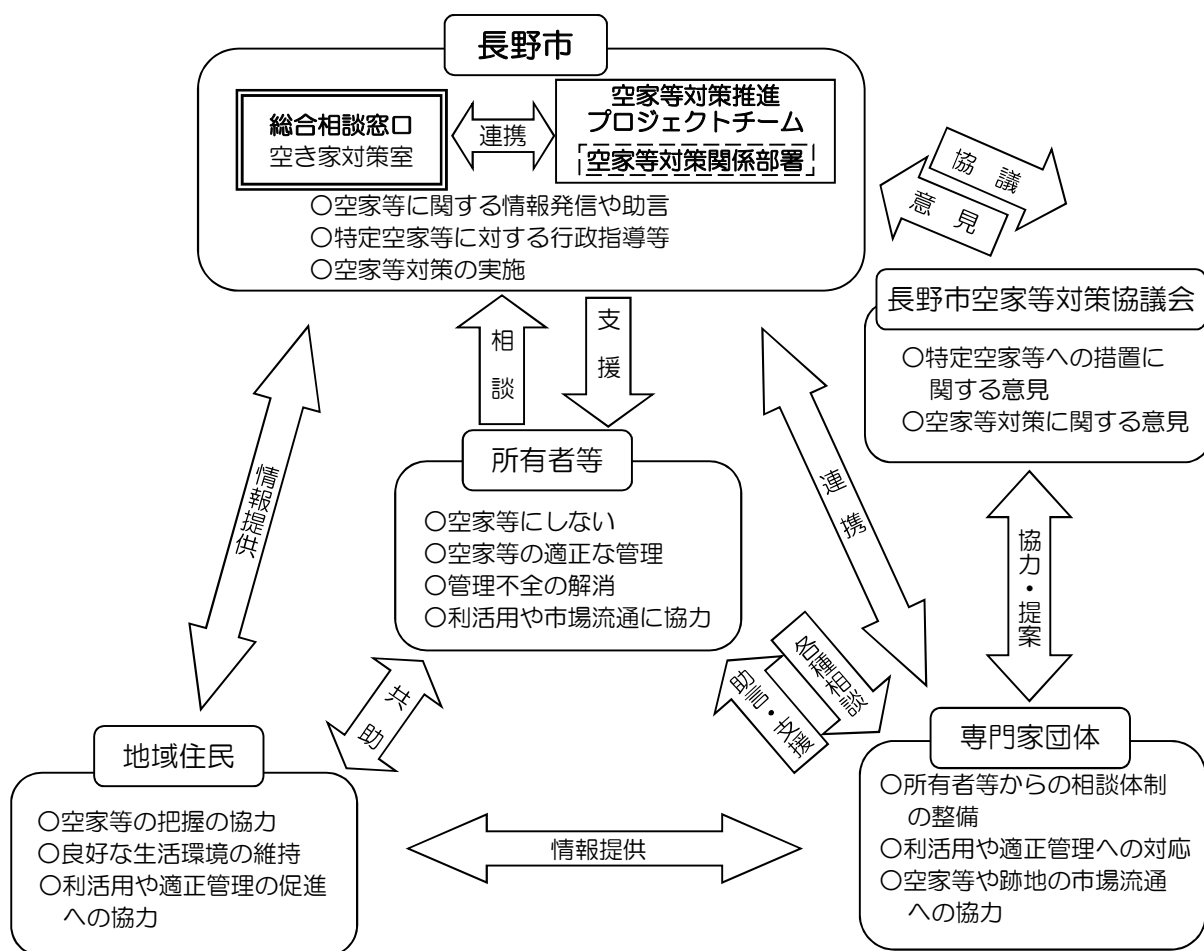 長野市
総合相談窓口
空き家対策室
連携
空家等対策推進
プロジェクトチーム
空家等対策関係部署
○空家等に関する情報発信や助言
○特定空家等に対する行政指導等
○空家等対策の実施
協議
意見
長野市空家等対策協議会
○特定空家等への措置に
関する意見
○空家等対策に関する意見
相談
支援
所有者等
○空家等にしない
○空家等の適正な管理
○管理不全の解消
○利活用や市場流通に協力
情報提供
連携
協力・提案
共助
各種相談
助言・支援
地域住民
○空家等の把握の協力
○良好な生活環境の維持
○利活用や適正管理の促進
への協力
情報提供
専門家団体
○所有者等からの相談体制
の整備
○利活用や適正管理への対応
○空家等や跡地の市場流通
への協力